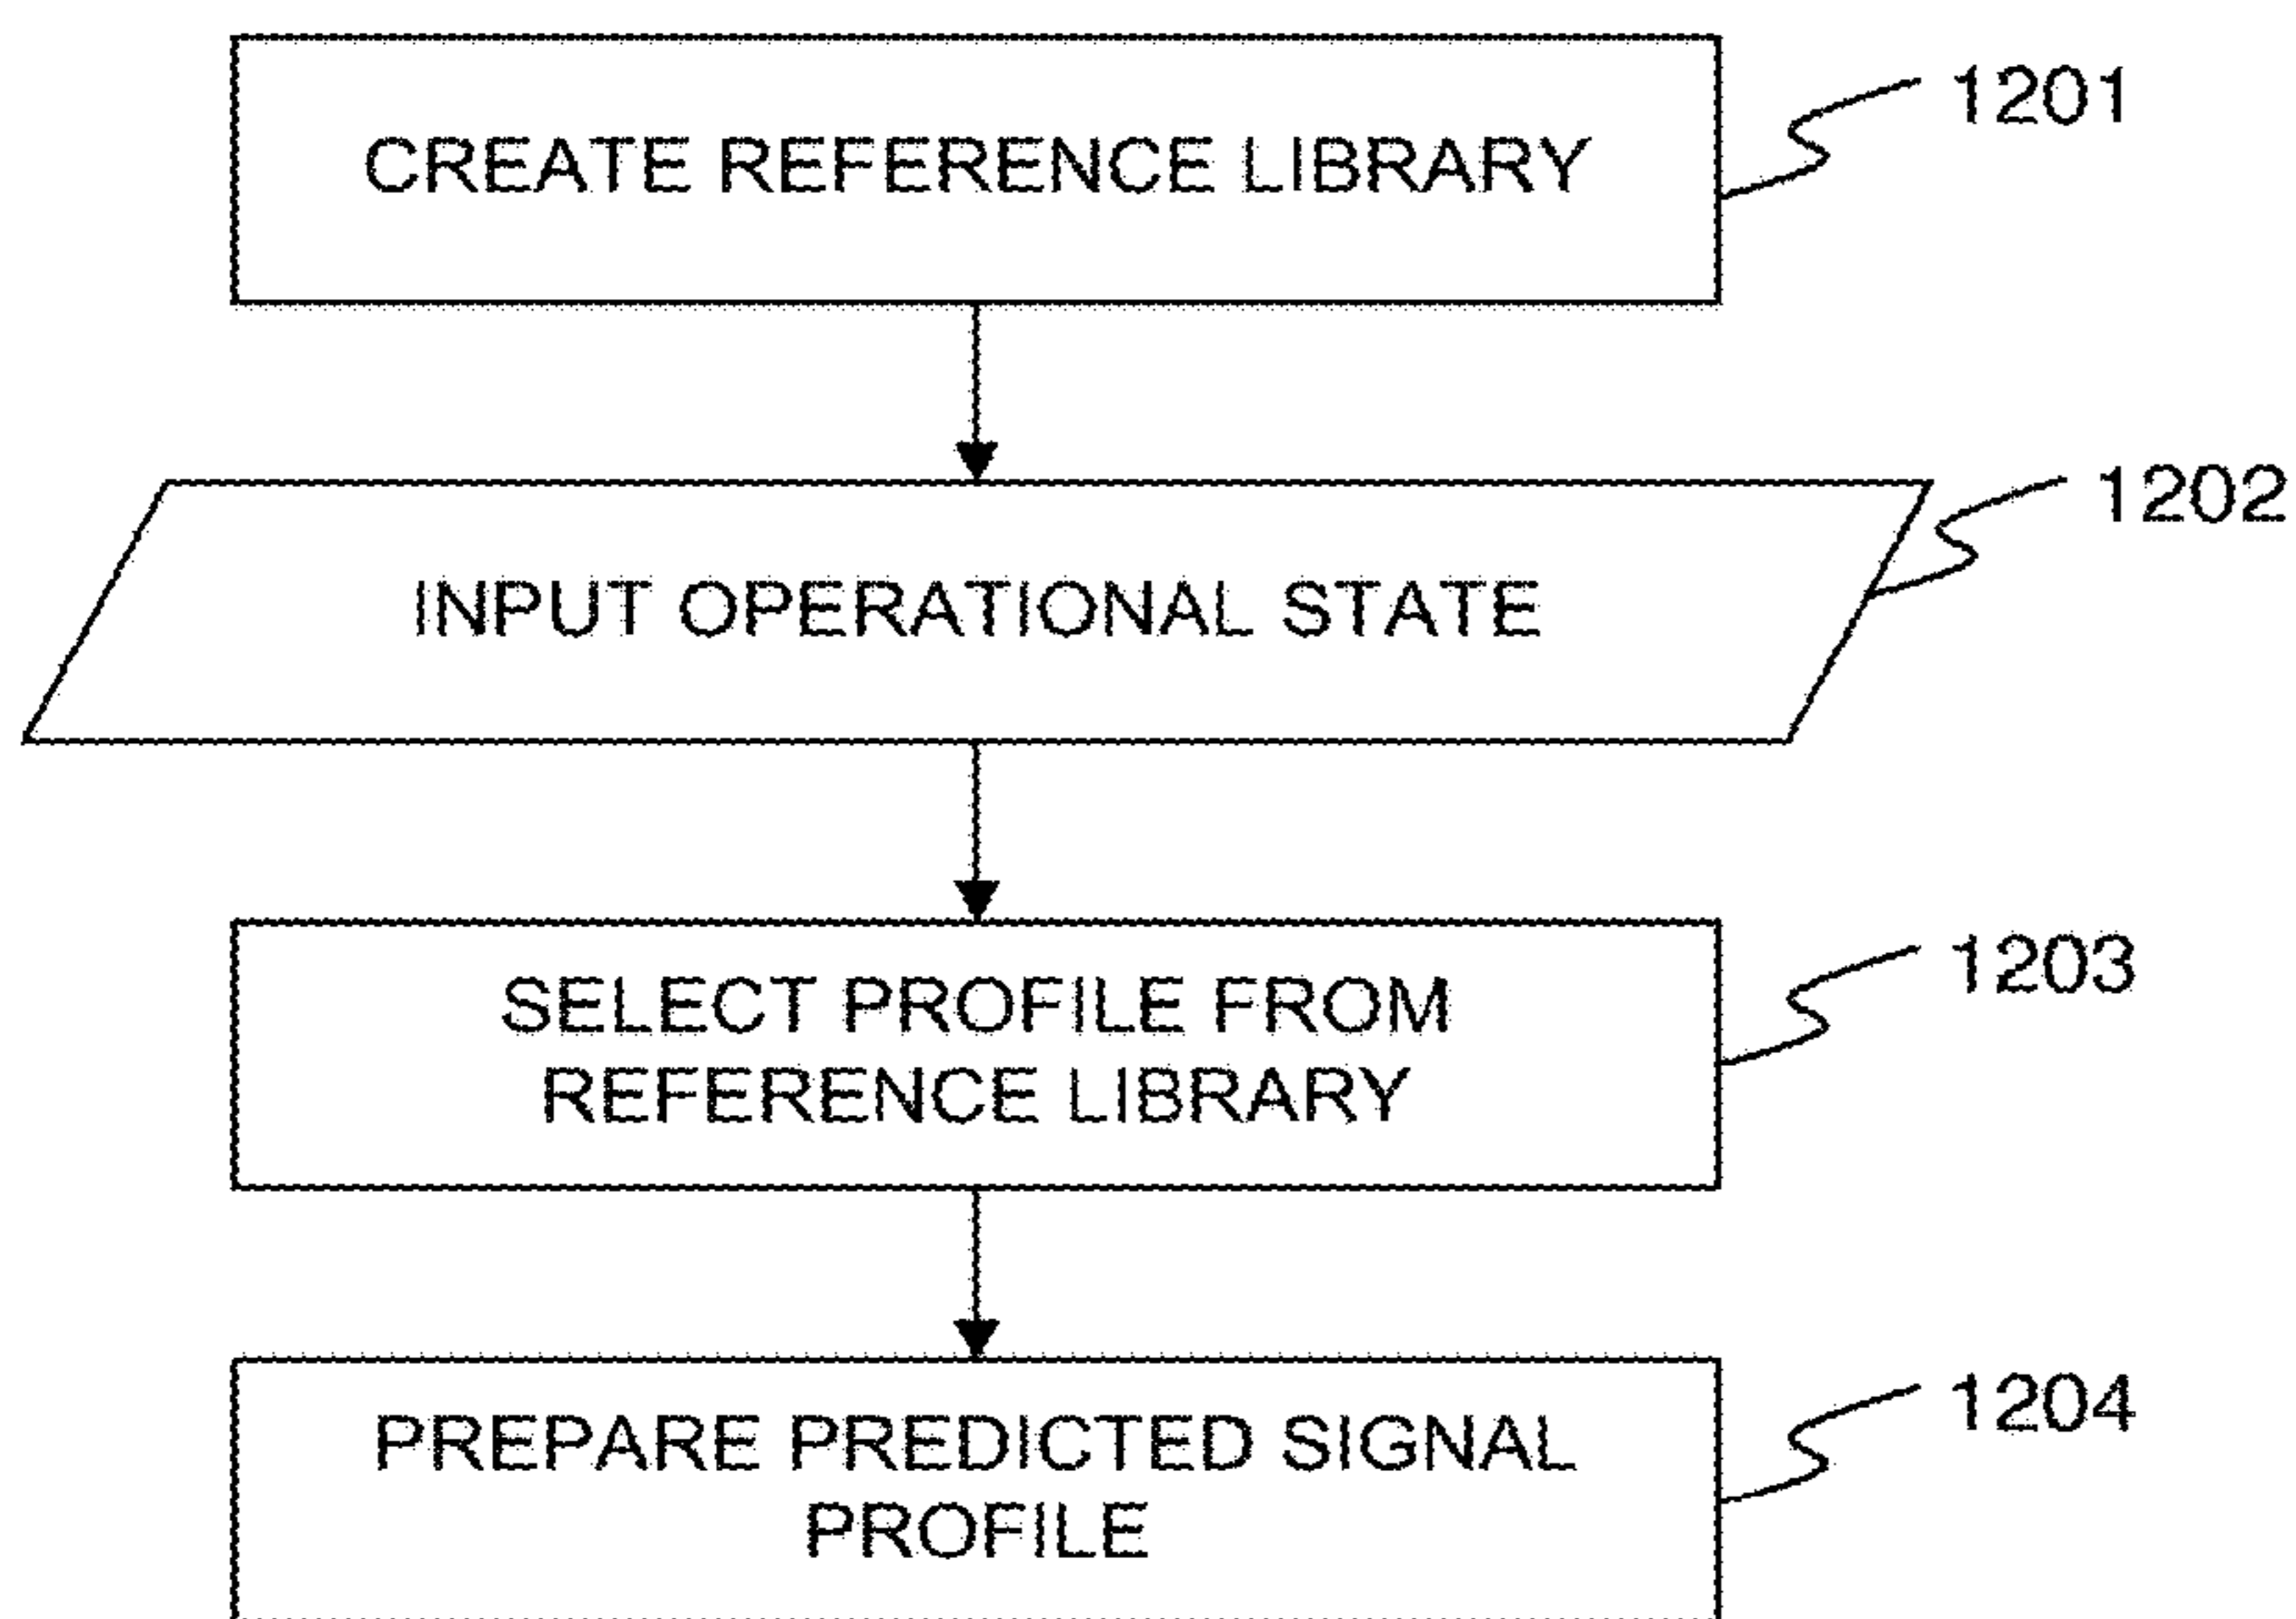 CREATE REFERENCE LIBRARY
1201
INPUT OPERATIONAL STATE
1202
SELECT PROFILE FROM
REFERENCE LIBRARY
1203
PREPARE PREDICTED SIGNAL
PROFILE
1204